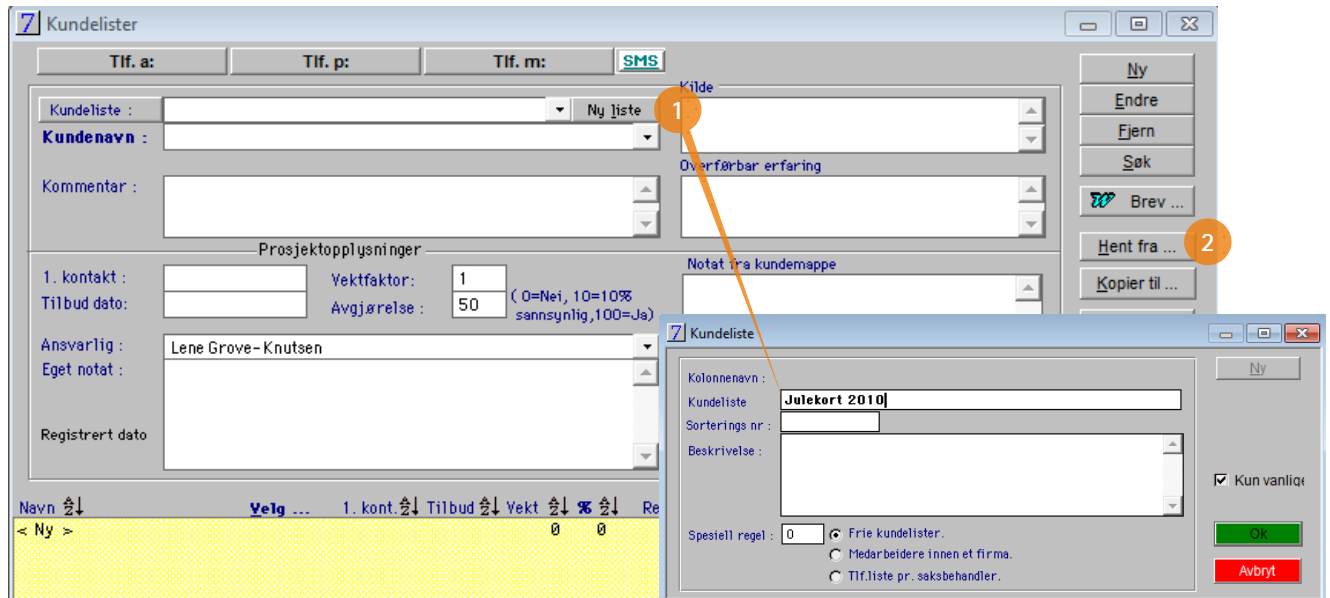 7 Kundelister
Tlf. a: Tlf. p: Tlf. m: SMS
Kundeliste : Ny liste
Kundenavn :
Kommentar :
Kilde
Overførbar erfaring
Ny
Endre
Fjern
Søk
Brev ...
Hent fra ...
Kopier til ...
1
2
Prosjektopplysninger
1. kontakt : Vektfaktor: 1
Tilbud dato: Avgjørelse : 50 ( 0=Nei, 10=10%
sannsynlig,100=Ja)
Notat fra kundemappe
Ansvarlig : Lene Grove-Knutsen
Eget notat :
Registrert dato
Navn Velg ... 1. kont. Tilbud Vekt % Re
< Ny > 0 0
7 Kundeliste
Kolonnenavn :
Kundeliste Julekort 2010
Sorterings nr :
Beskrivelse :
Spesiell regel : 0 Frie kundelister.
Medarbeidere innen et firma.
Tlf.liste pr. saksbehandler.
Ny
Kun vanlige
Ok
Avbryt